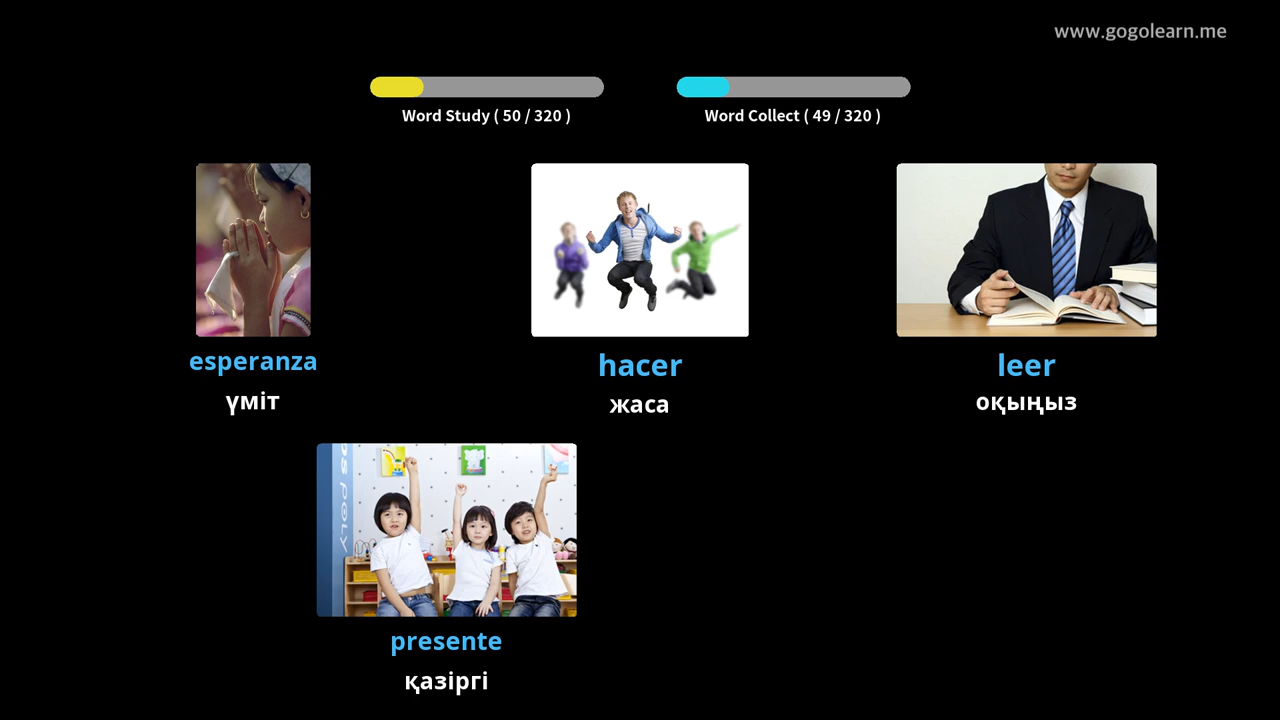 www.gogolearn.me
Word Study ( 50 / 320 )
Word Collect ( 49 / 320 )
esperanza
үміт
hacer
жаса
leer
оқыңыз
POLY
presente
қазіргі